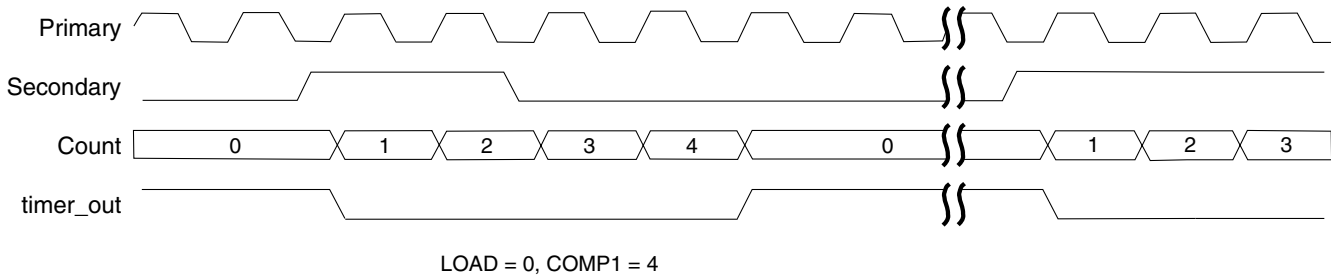 Primary
Secondary
Count 0 1 2 3 4 0 1 2 3
timer_out
LOAD = 0, COMP1 = 4